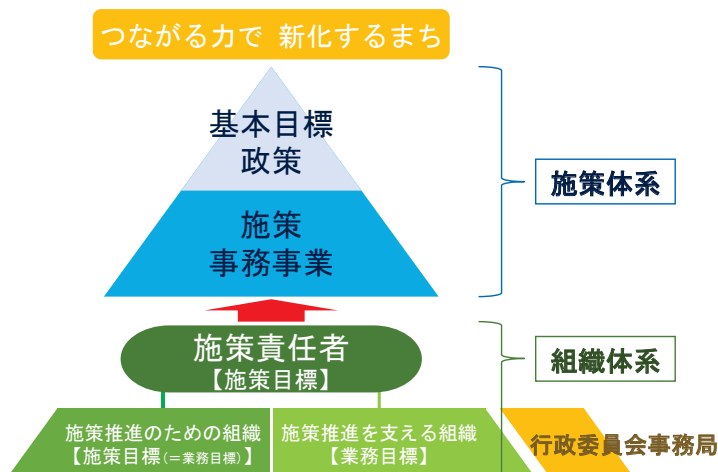 つながる力で 新化するまち
基本目標
政策
施策体系
施策
事務事業
施策責任者
【施策目標】
組織体系
施策推進のための組織
【施策目標(=業務目標)】
施策推進を支える組織
【業務目標】
行政委員会事務局